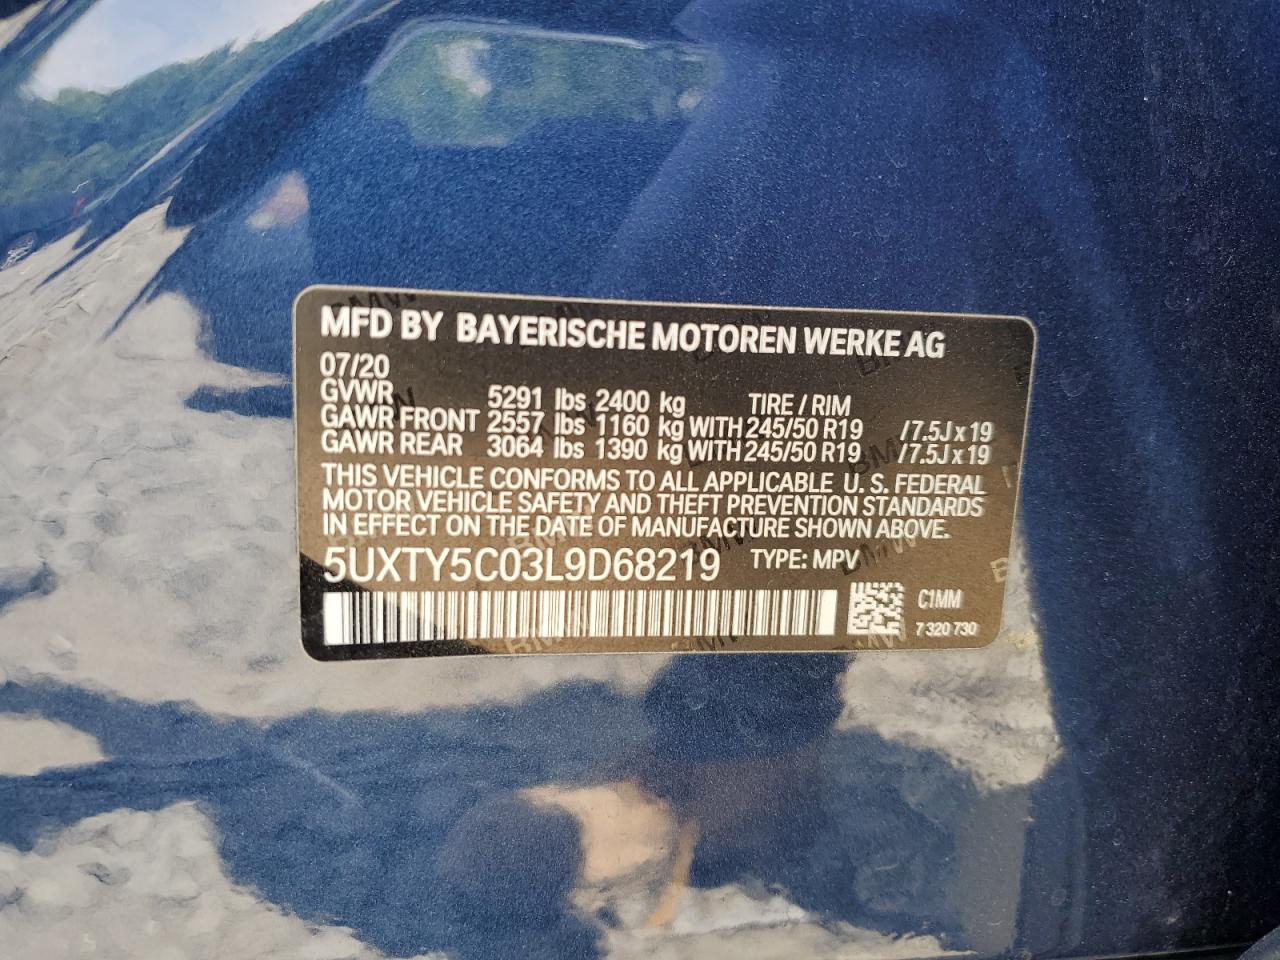 MFD BY BAYERISCHE MOTOREN WERKE AG
07/20
GVWR 5291 lbs 2400 kg TIRE / RIM
GAWR FRONT 2557 lbs 1160 kg WITH 245/50 R19 /7.5J x 19
GAWR REAR 3064 lbs 1390 kg WITH 245/50 R19 /7.5J x 19
THIS VEHICLE CONFORMS TO ALL APPLICABLE U. S. FEDERAL
MOTOR VEHICLE SAFETY AND THEFT PREVENTION STANDARDS
IN EFFECT ON THE DATE OF MANUFACTURE SHOWN ABOVE.
5UXTY5C03L9D68219 TYPE: MPV
C1MM
7 320 730